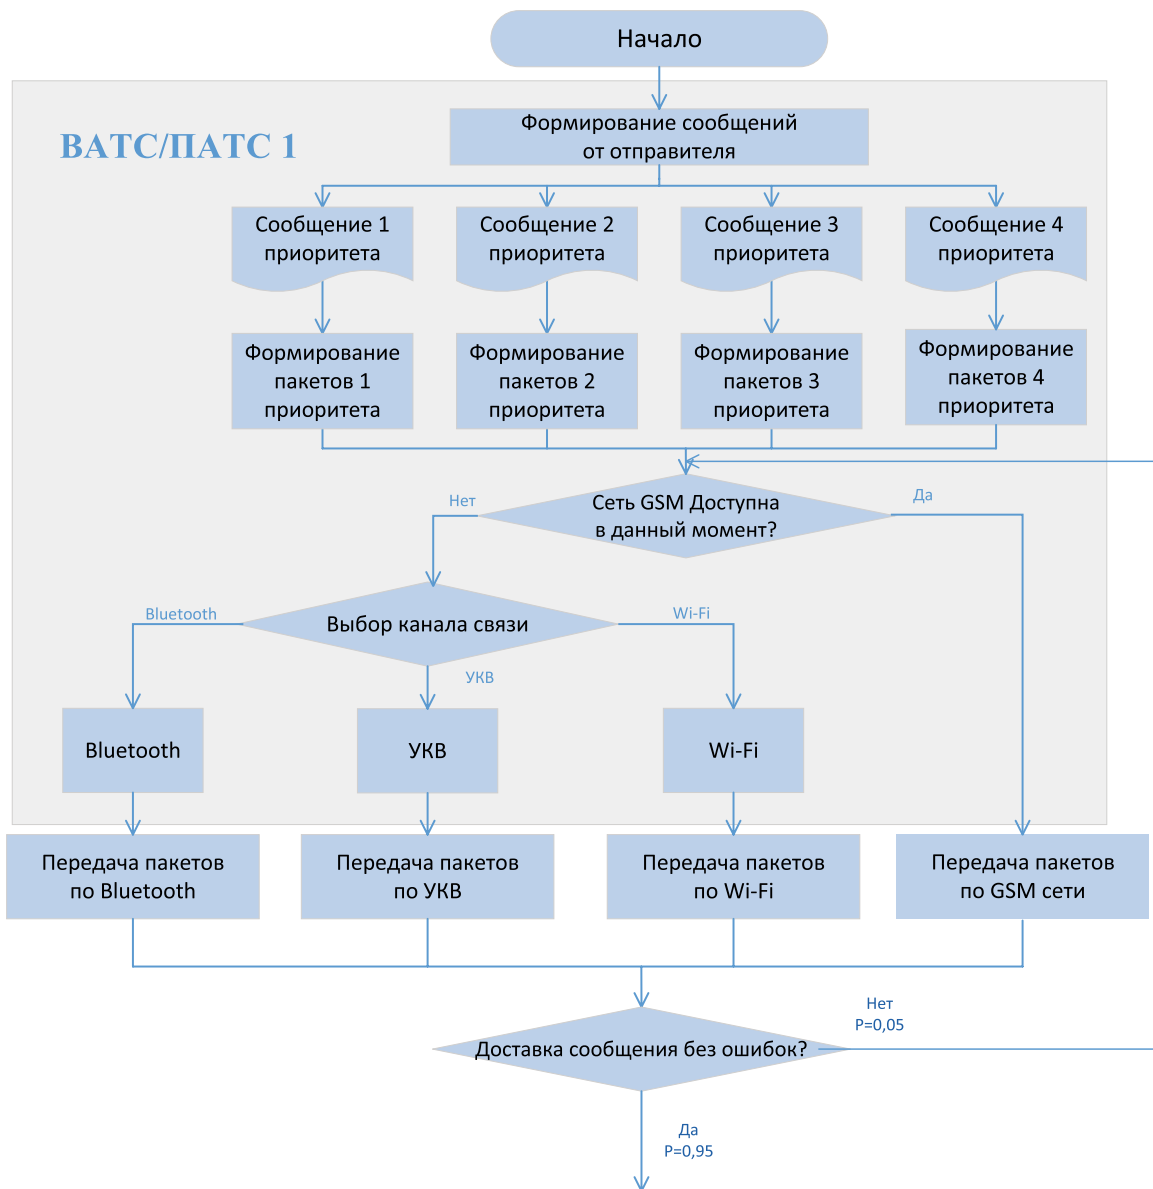 Начало
Формирование сообщений
от отправителя
ВАТС/ПАТС 1
Сообщение 1
приоритета
Сообщение 2
приоритета
Сообщение 3
приоритета
Сообщение 4
приоритета
Формирование
пакетов 1
приоритета
Формирование
пакетов 2
приоритета
Формирование
пакетов 3
приоритета
Формирование
пакетов 4
приоритета
Нет
Сеть GSM Доступна
в данный момент?
Да
Bluetooth
Выбор канала связи
Wi-Fi
УКВ
Bluetooth
УКВ
Wi-Fi
Передача пакетов
по Bluetooth
Передача пакетов
по УКВ
Передача пакетов
по Wi-Fi
Передача пакетов
по GSM сети
Нет
P=0,05
Доставка сообщения без ошибок?
Да
P=0,95